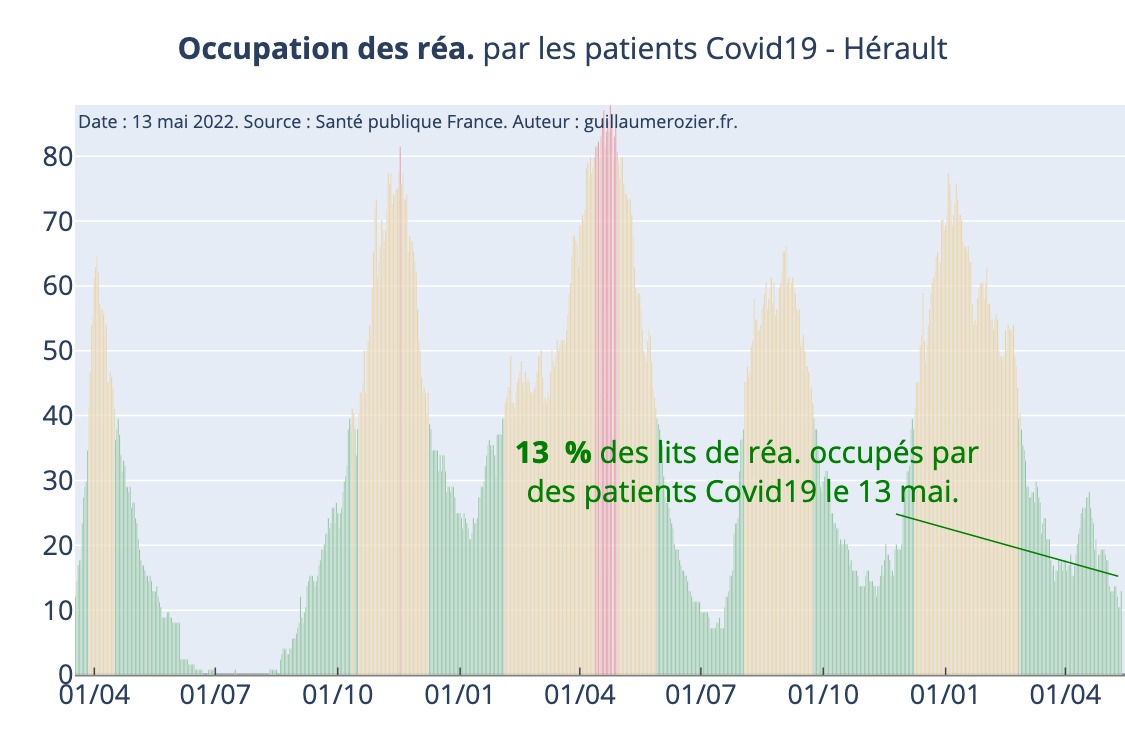 Occupation des réa. par les patients Covid19 - Hérault
Date : 13 mai 2022. Source : Santé publique France. Auteur : guillaumerozier.fr.
80
70
60
50
40
30
20
10
0
13 % des lits de réa. occupés par
des patients Covid19 le 13 mai.
01/04 01/07 01/10 01/01 01/04 01/07 01/10 01/01 01/04